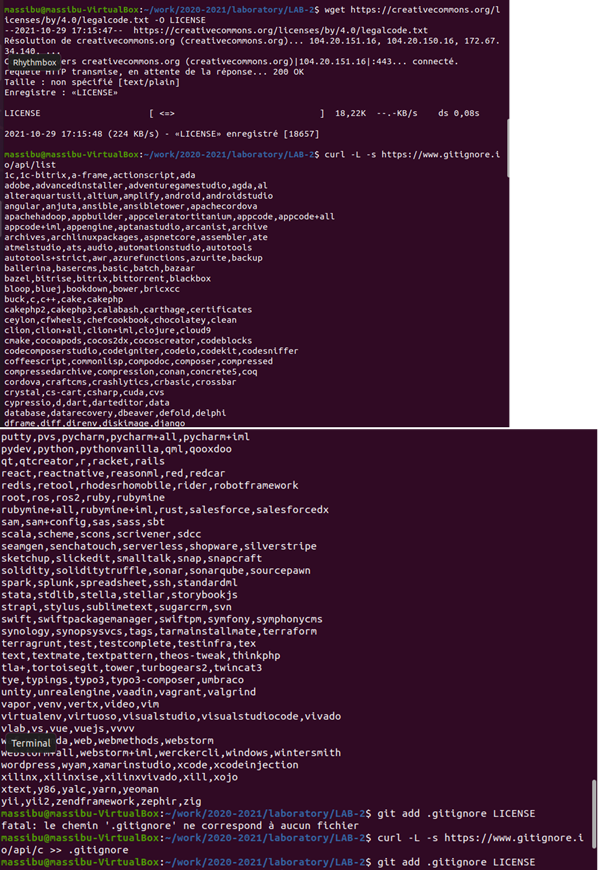 massibu@massibu-VirtualBox:~/work/2020-2021/laboratory/LAB-2$ wget https://creativecommons.org/l
icenses/by/4.0/legalcode.txt -O LICENSE
--2021-10-29 17:15:47-- https://creativecommons.org/licenses/by/4.0/legalcode.txt
Résolution de creativecommons.org (creativecommons.org)... 104.20.151.16, 104.20.150.16, 172.67.
34.140, ...
Rhythmbox
ers creativecommons.org (creativecommons.org)|104.20.151.16|:443... connecté.
requête HTTP transmise, en attente de la réponse... 200 OK
Taille : non spécifié [text/plain]
Enregistre : «LICENSE»
LICENSE [ <=> ] 18,22K --.-KB/s ds 0,08s
2021-10-29 17:15:48 (224 KB/s) - «LICENSE» enregistré [18657]
massibu@massibu-VirtualBox:~/work/2020-2021/laboratory/LAB-2$ curl -L -s https://www.gitignore.i
o/api/list
1c,1c-bitrix,a-frame,actionscript,ada
adobe,advancedinstaller,adventuregamestudio,agda,al
alteraquartusii,altium,amplify,android,androidstudio
angular,anjuta,ansible,ansibletower,apachecordova
apachehadoop,appbuilder,appceleratortitanium,appcode,appcode+all
appcode+iml,appengine,aptanastudio,arcanist,archive
archives,archlinuxpackages,aspnetcore,assembler,ate
atmelstudio,ats,audio,automationstudio,autotools
autotools+strict,awr,azurefunctions,azurite,backup
ballerina,basercms,basic,batch,bazaar
bazel,bitrise,bitrix,bittorrent,blackbox
bloop,bluej,bookdown,bower,bricxcc
buck,c,c++,cake,cakephp
cakephp2,cakephp3,calabash,carthage,certificates
ceylon,cfwheels,chefcookbook,chocolatey,clean
clion,clion+all,clion+iml,clojure,cloud9
cmake,cocoapods,cocos2dx,cocoscreator,codeblocks
codecomposerstudio,codeigniter,codeio,codekit,codesniffer
coffeescript,commonlisp,compodoc,composer,compressed
compressedarchive,compression,conan,concrete5,coq
cordova,craftcms,crashlytics,crbasic,crossbar
crystal,cs-cart,csharp,cuda,cvs
cypressio,d,dart,darteditor,data
database,datarecovery,dbeaver,defold,delphi
dframe,diff,direnv,diskimage,django
putty,pvs,pycharm,pycharm+all,pycharm+iml
pydev,python,pythonvanilla,qml,qooxdoo
qt,qtcreator,r,racket,rails
react,reactnative,reasonml,red,redcar
redis,retool,rhodesrhomobile,rider,robotframework
root,ros,ros2,ruby,rubymine
rubymine+all,rubymine+iml,rust,salesforce,salesforcedx
sam,sam+config,sas,sass,sbt
scala,scheme,scons,scrivener,sdcc
seamgen,senchatouch,serverless,shopware,silverstripe
sketchup,slickedit,smalltalk,snap,snapcraft
solidity,soliditytruffle,sonar,sonarqube,sourcepawn
spark,splunk,spreadsheet,ssh,standardml
stata,stdlib,stella,stellar,storybookjs
strapi,stylus,sublimetext,sugarcrm,svn
swift,swiftpackagemanager,swiftpm,symfony,symphonycms
synology,synopsysvcs,tags,tarmainstallmate,terraform
terragrunt,test,testcomplete,testinfra,tex
text,textmate,textpattern,theos-tweak,thinkphp
tla+,tortoisegit,tower,turbogears2,twincat3
tye,typings,typo3,typo3-composer,umbraco
unity,unrealengine,vaadin,vagrant,valgrind
vapor,venv,vertx,video,vim
virtualenv,virtuoso,visualstudio,visualstudiocode,vivado
vlab,vs,vue,vuejs,vvvv
w da,web,webmethods,webstorm
Terminal
webstorm+all,webstorm+iml,werckercli,windows,wintersmith
wordpress,wyam,xamarinstudio,xcode,xcodeinjection
xilinx,xilinxise,xilinxvivado,xill,xojo
xtext,y86,yalc,yarn,yeoman
yii,yii2,zendframework,zephir,zig
massibu@massibu-VirtualBox:~/work/2020-2021/laboratory/LAB-2$ git add .gitignore LICENSE
fatal: le chemin '.gitignore' ne correspond à aucun fichier
massibu@massibu-VirtualBox:~/work/2020-2021/laboratory/LAB-2$ curl -L -s https://www.gitignore.i
o/api/c >> .gitignore
massibu@massibu-VirtualBox:~/work/2020-2021/laboratory/LAB-2$ git add .gitignore LICENSE